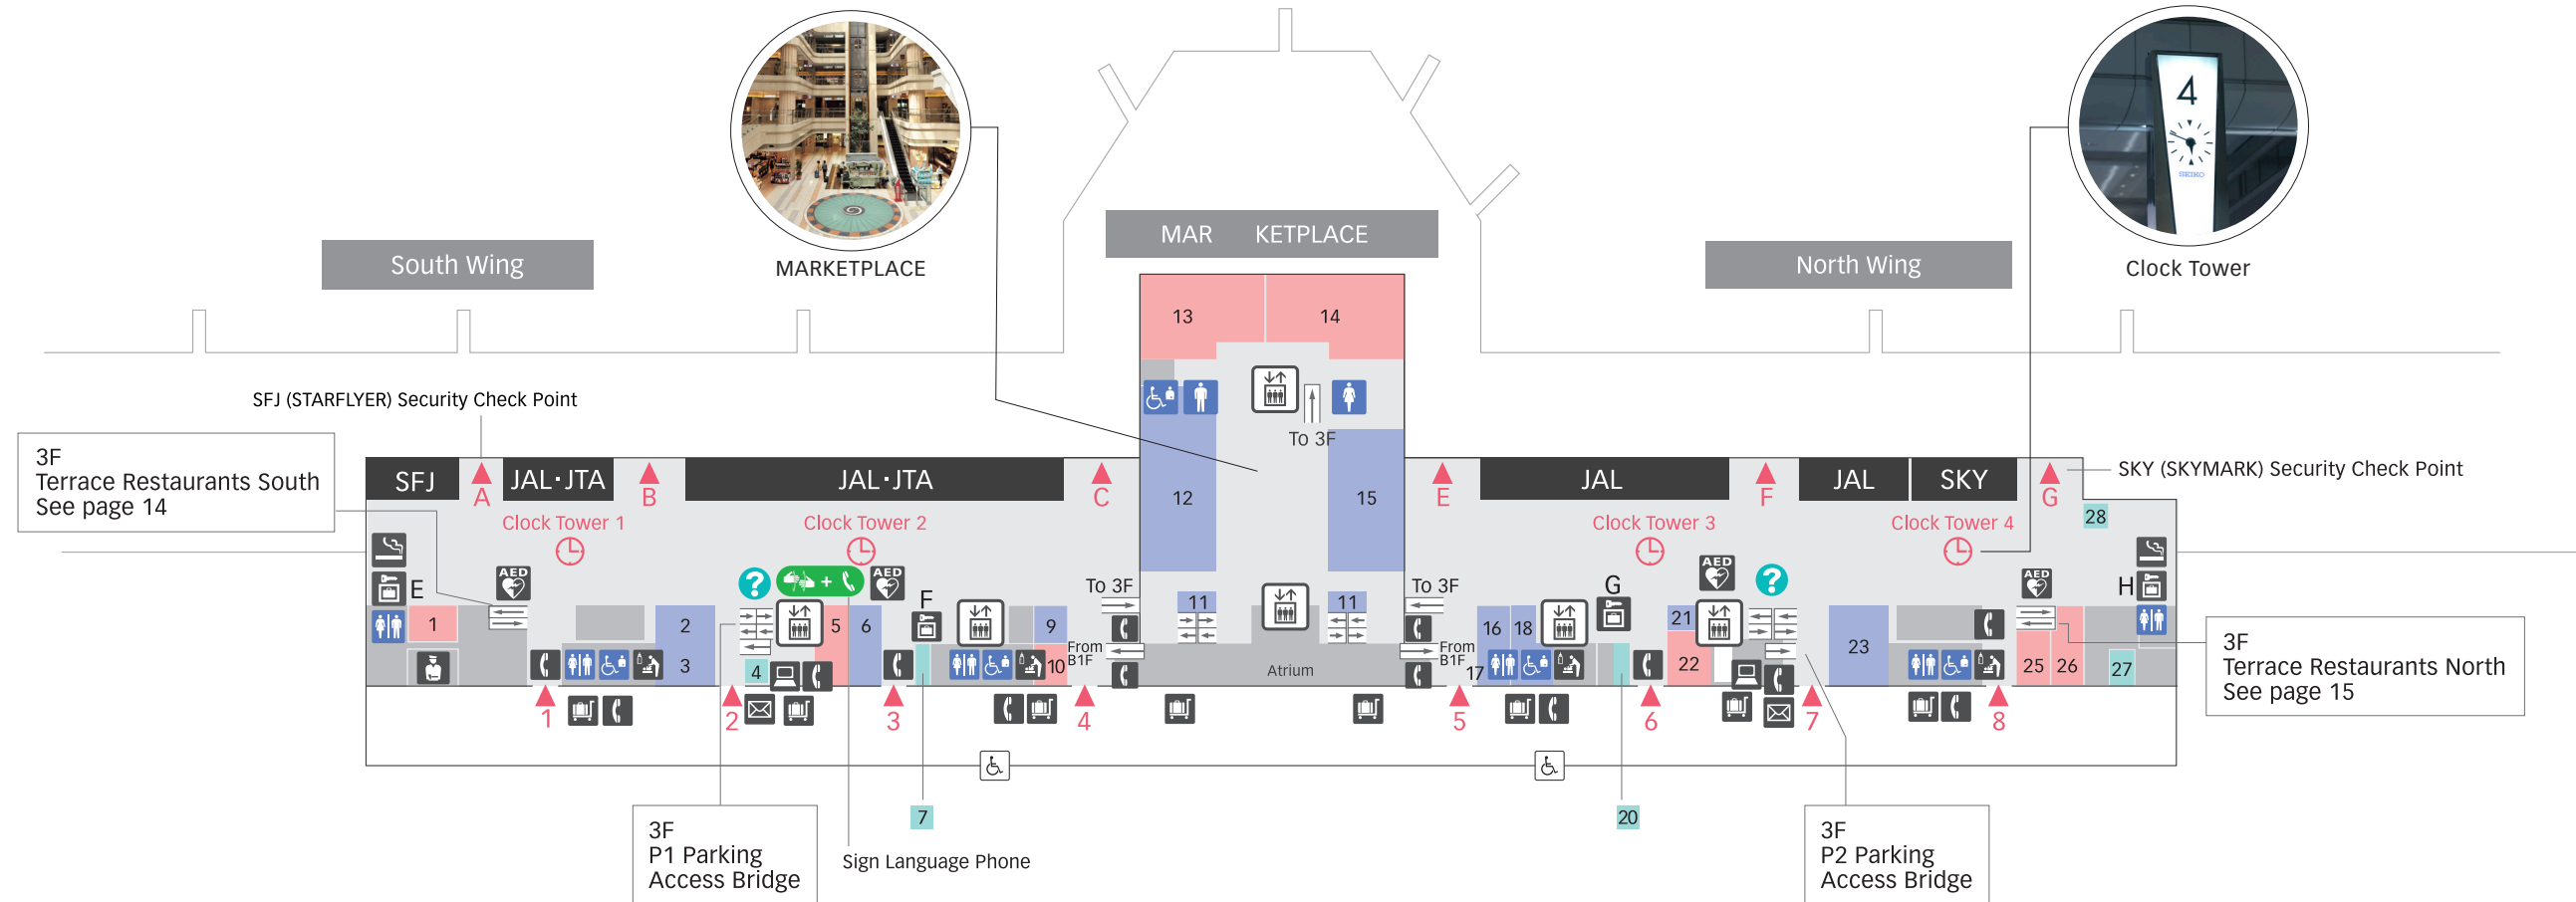 4
SEIKO
MARKETPLACE
Clock Tower
South Wing
MAR KETPLACE
North Wing
13
14
To 3F
12
15
SFJ (STARFLYER) Security Check Point
SKY (SKYMARK) Security Check Point
3F
Terrace Restaurants South
See page 14
SFJ
A
JAL・JTA
B
JAL・JTA
C
E
JAL
F
JAL
SKY
G
28
Clock Tower 1
Clock Tower 2
Clock Tower 3
Clock Tower 4
E
AED
?
+
AED
F
To 3F
To 3F
G
AED
?
AED
H
1
2
3
4
5
6
9
10
From
B1F
11
11
Atrium
From
B1F
17
16
18
21
22
23
25
26
27
1
2
3
4
5
6
7
8
3F
Terrace Restaurants North
See page 15
3F
P1 Parking
Access Bridge
7
Sign Language Phone
20
3F
P2 Parking
Access Bridge